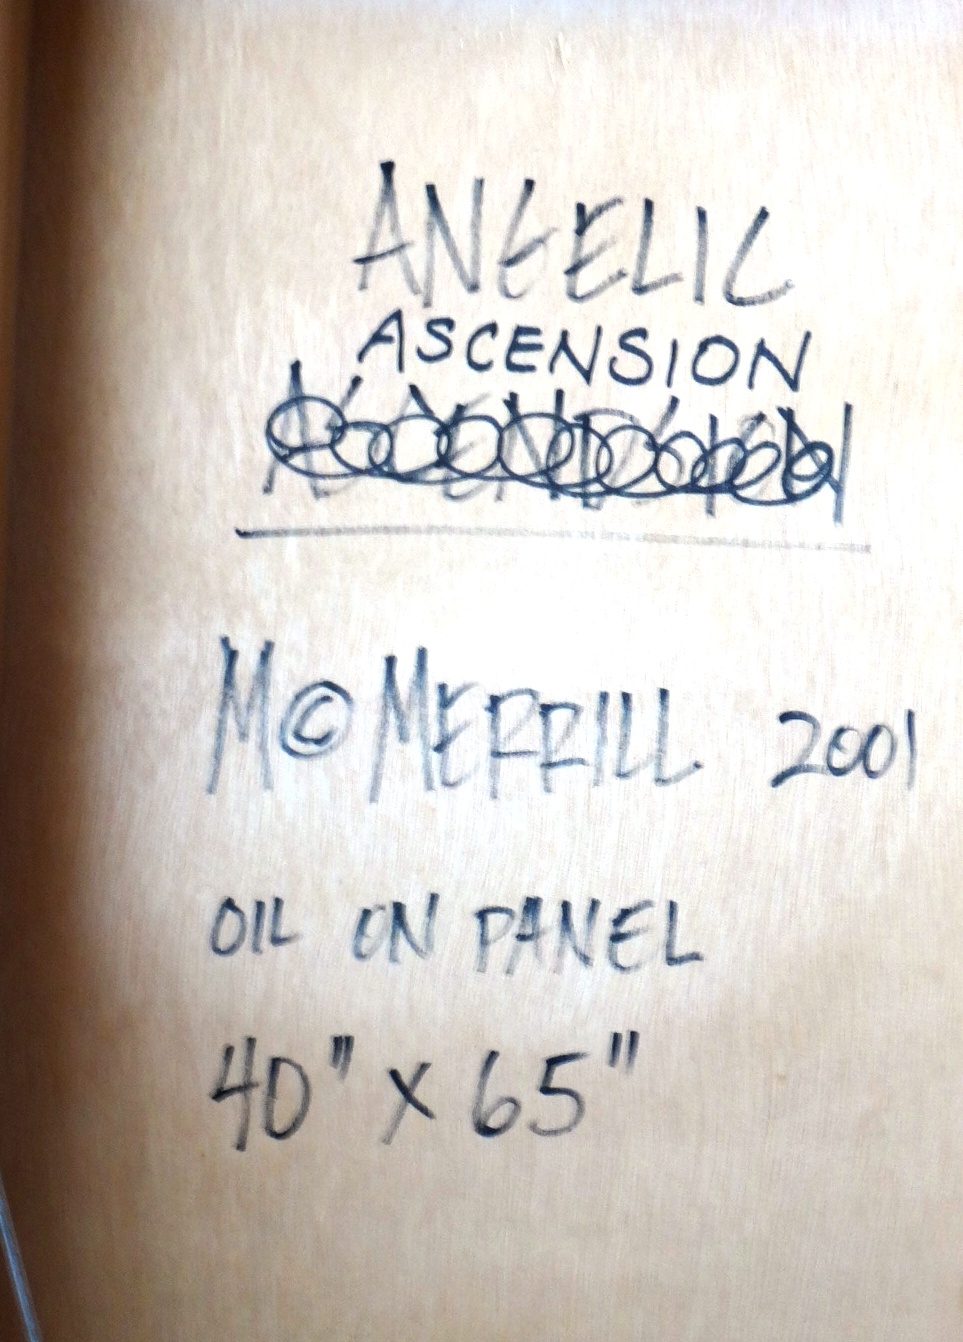 ANGELIC
ASCENSION
M© MERRILL 2001
OIL ON PANEL
40" X 65"